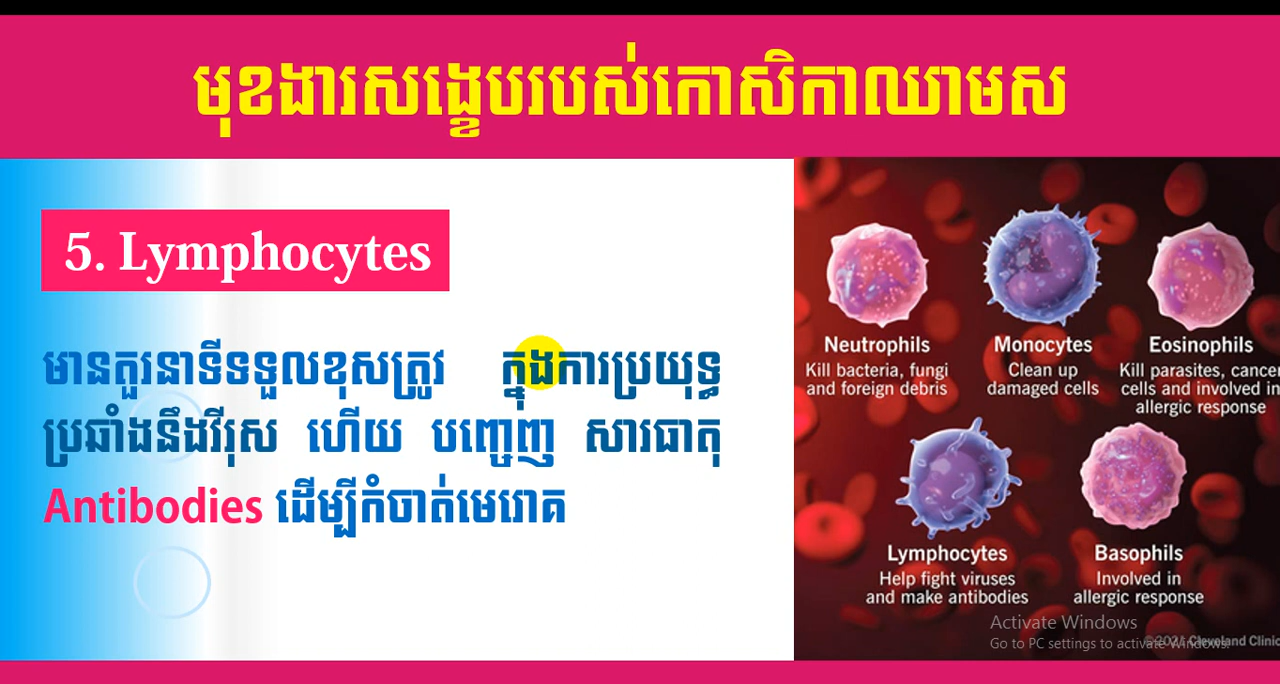 មុខងារសង្ខេបរបស់កោសិកាឈាមស
5. Lymphocytes
មានតួរនាទីទទួលខុសត្រូវ ក្នុងការប្រយុទ្ធ
ប្រឆាំងនឹងវីរុស ហើយ បញ្ចេញ សារធាតុ
Antibodies ដើម្បីកំចាត់មេរោគ
Neutrophils
Kill bacteria, fungi
and foreign debris
Monocytes
Clean up
damaged cells
Eosinophils
Kill parasites, cancer
cells and involved in
allergic response
Lymphocytes
Help fight viruses
and make antibodies
Basophils
Involved in
allergic response
Activate Windows
Go to PC settings to activate Windows.
©2021 Cleveland Clinic